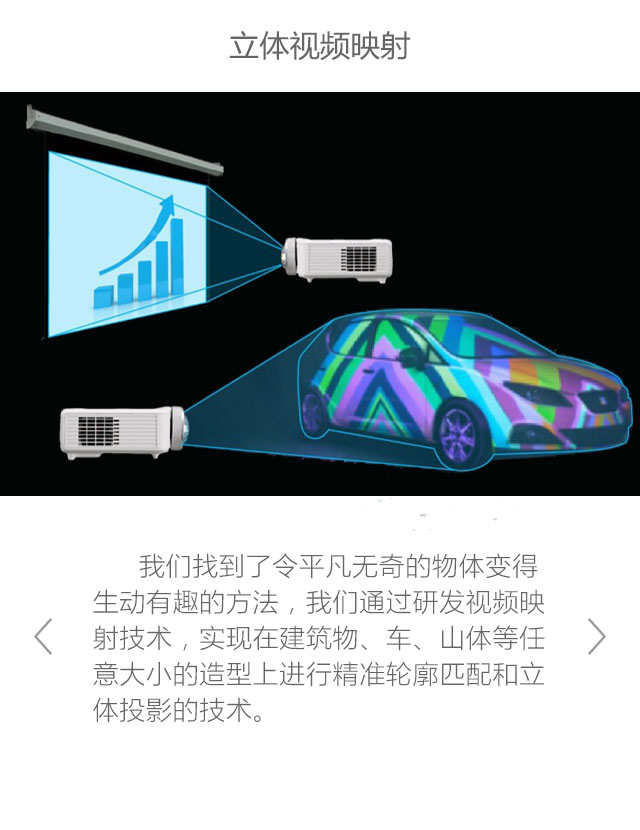 立体视频映射
我们找到了令平凡无奇的物体变得
生动有趣的方法，我们通过研发视频映
射技术，实现在建筑物、车、山体等任
意大小的造型上进行精准轮廓匹配和立
体投影的技术。